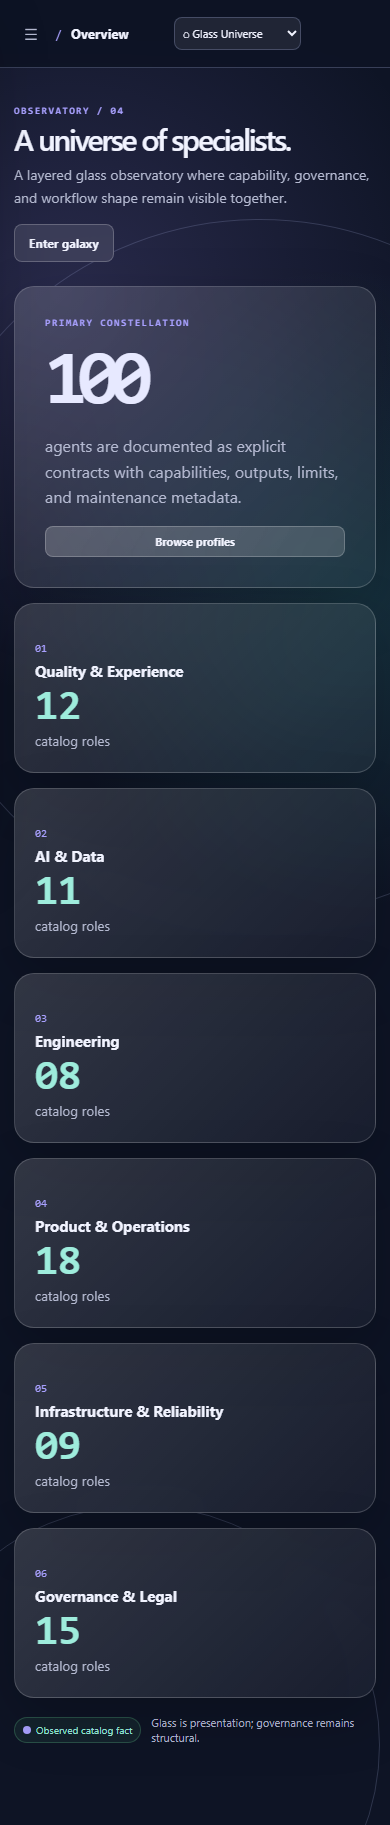 ☰ / Overview ○ Glass Universe
OBSERVATORY / 04
A universe of specialists.
A layered glass observatory where capability, governance,
and workflow shape remain visible together.
Enter galaxy
PRIMARY CONSTELLATION
100
agents are documented as explicit
contracts with capabilities, outputs, limits,
and maintenance metadata.
Browse profiles
01
Quality & Experience
12
catalog roles
02
AI & Data
11
catalog roles
03
Engineering
08
catalog roles
04
Product & Operations
18
catalog roles
05
Infrastructure & Reliability
09
catalog roles
06
Governance & Legal
15
catalog roles
Observed catalog fact
Glass is presentation; governance remains
structural.